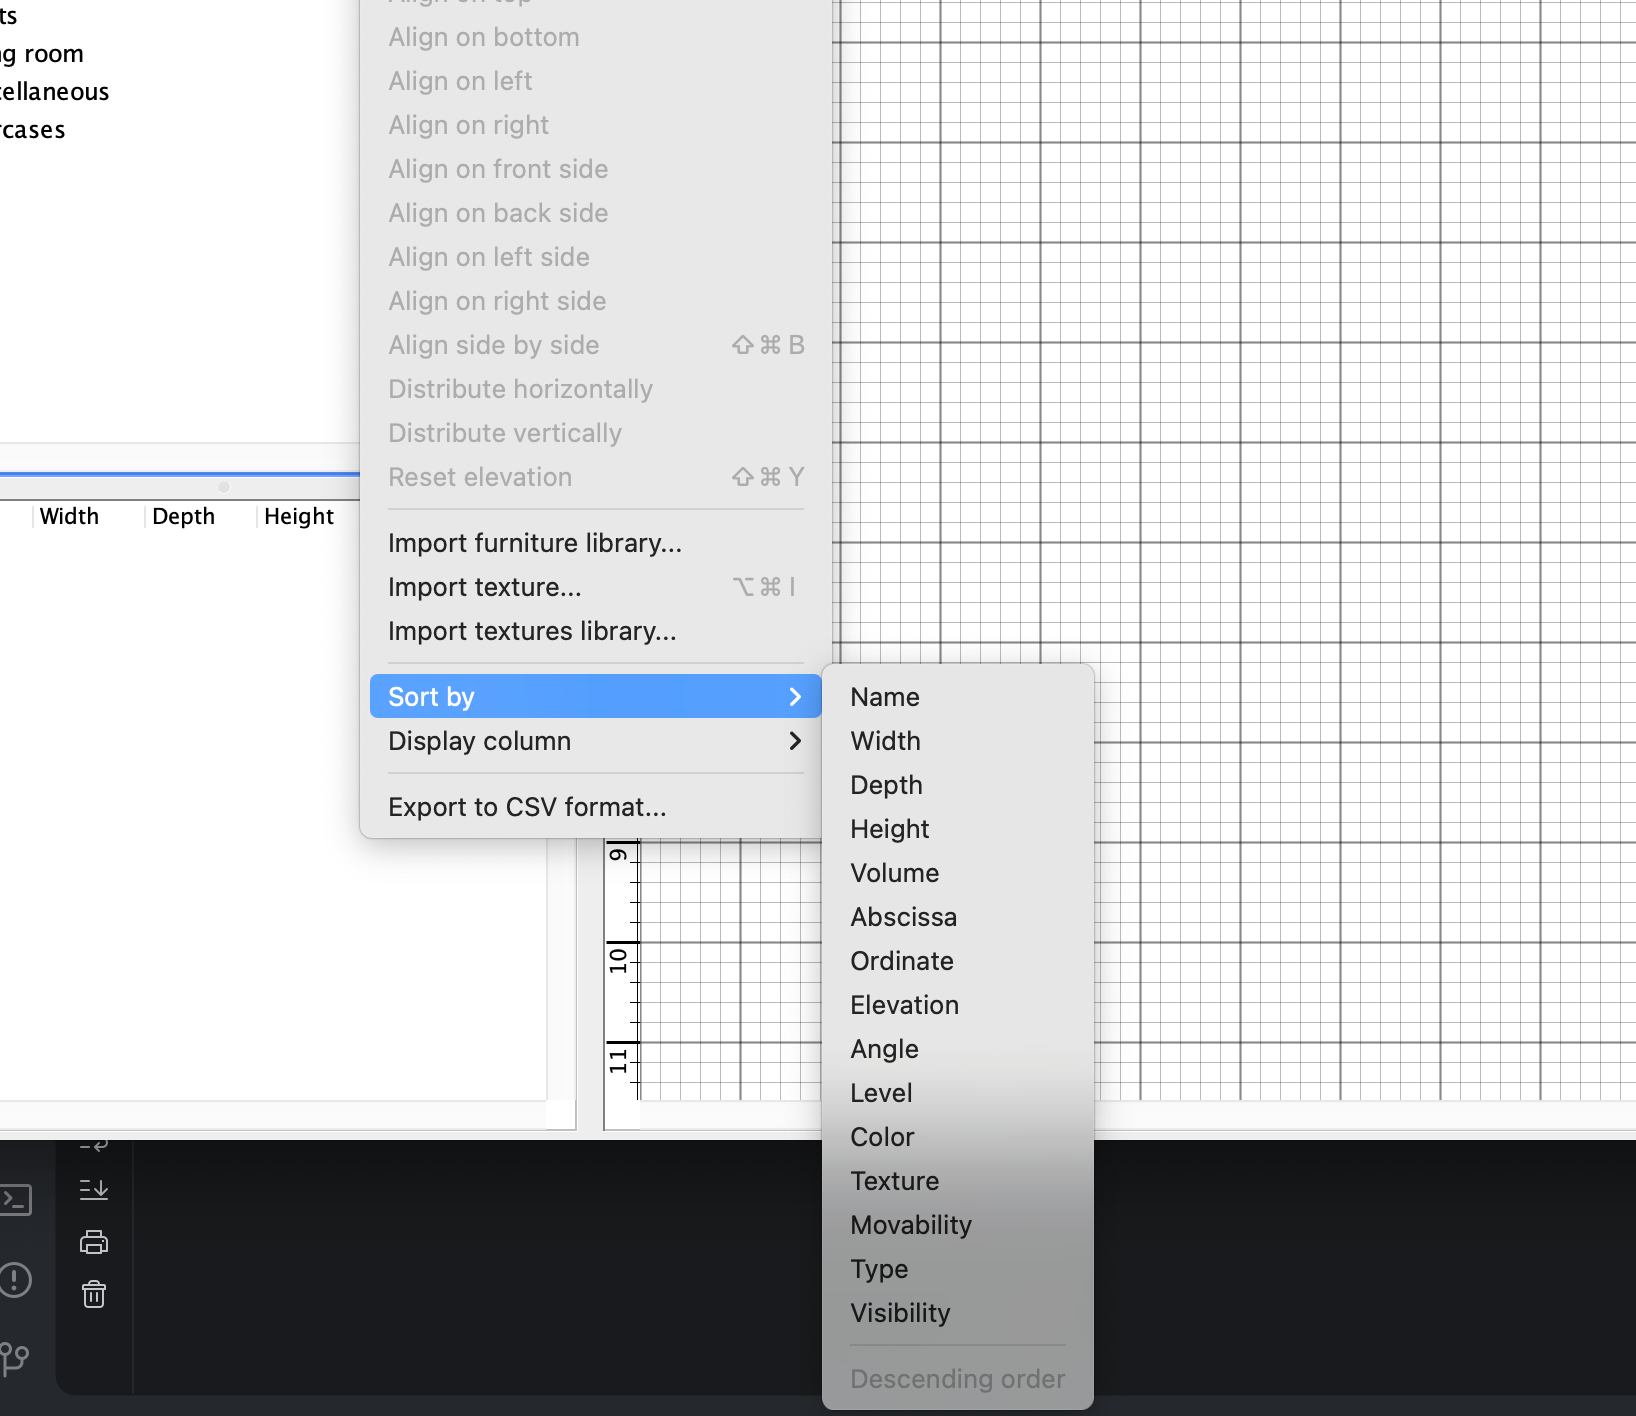 ts
g room
ellaneous
cases
Align on top
Align on bottom
Align on left
Align on right
Align on front side
Align on back side
Align on left side
Align on right side
Align side by side ⇧⌘B
Distribute horizontally
Distribute vertically
Reset elevation ⇧⌘Y
Import furniture library...
Import texture... ⌥⌘I
Import textures library...
Sort by
Display column
Export to CSV format...
Name
Width
Depth
Height
Volume
Abscissa
Ordinate
Elevation
Angle
Level
Color
Texture
Movability
Type
Visibility
Descending order
Width Depth Height
9
10
11